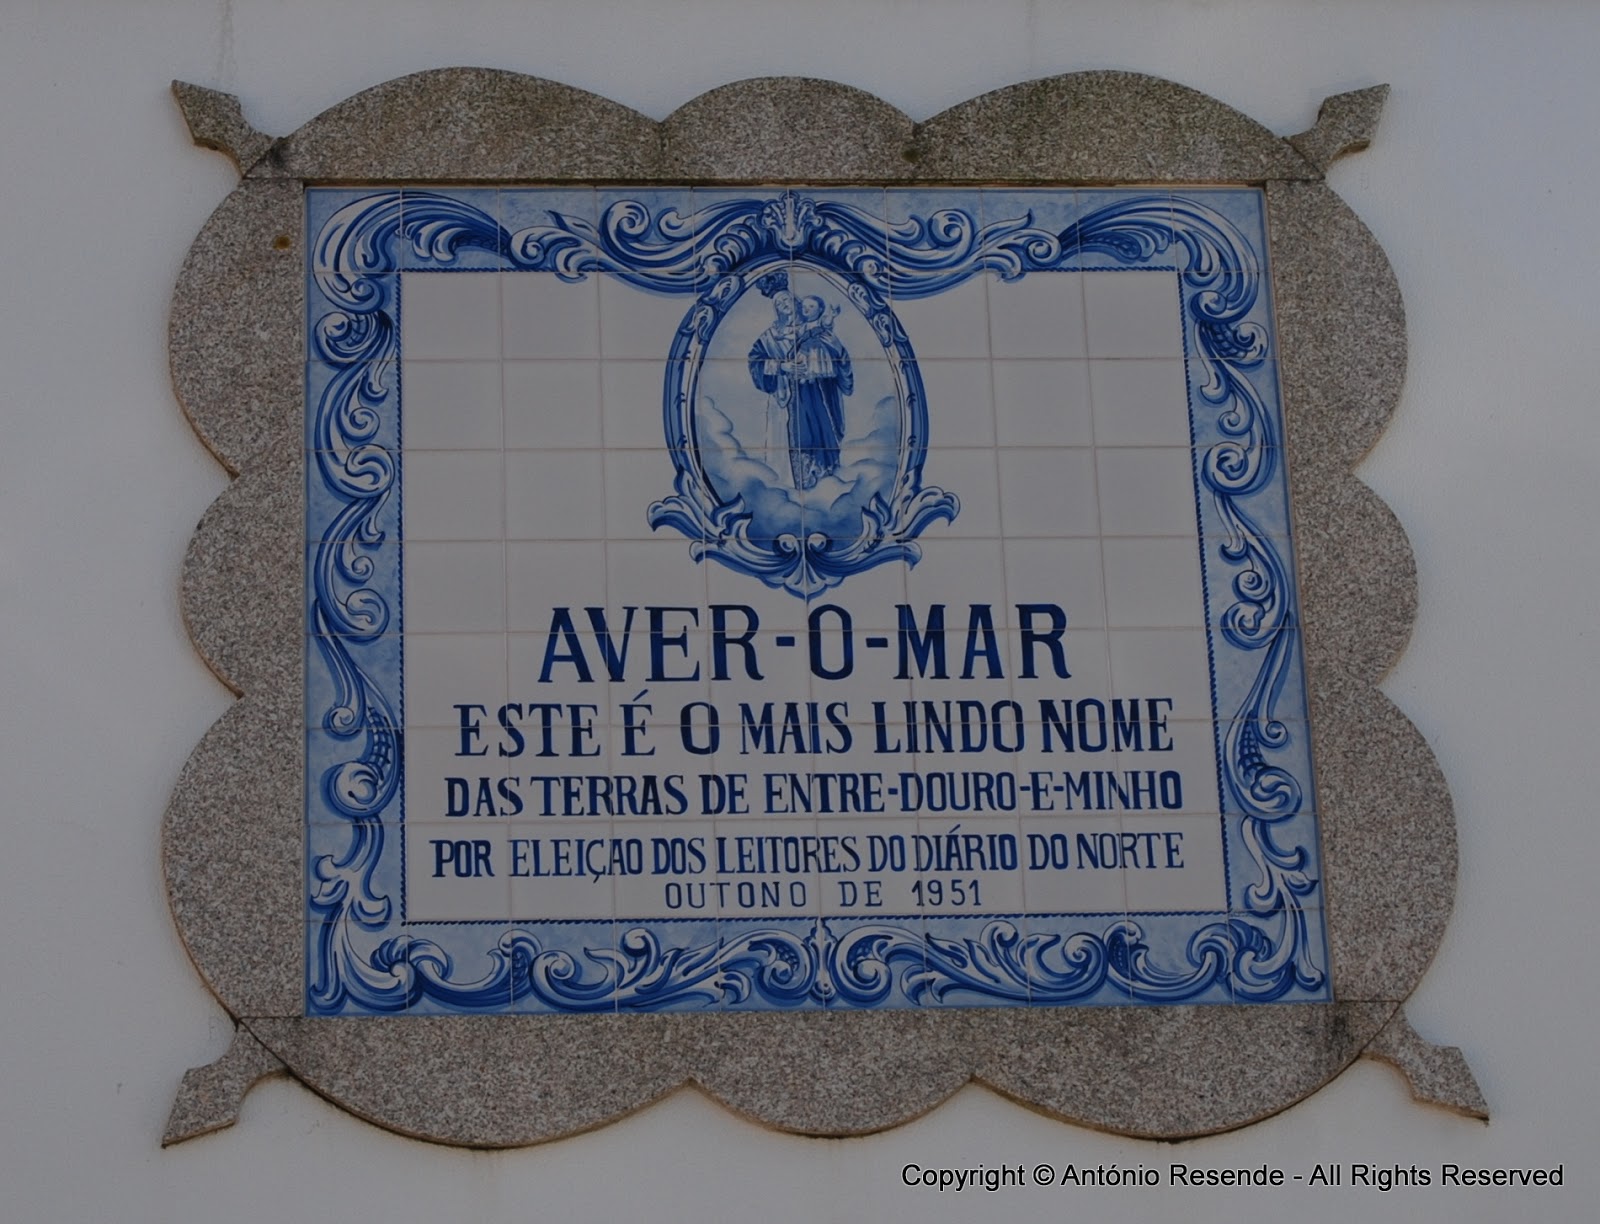 AVER-O-MAR
ESTE É O MAIS LINDO NOME
DAS TERRAS DE ENTRE-DOURO-E-MINHO
POR ELEIÇAO DOS LEITORES DO DIÁRIO DO NORTE
OUTONO DE 1951
Copyright © António Resende - All Rights Reserved